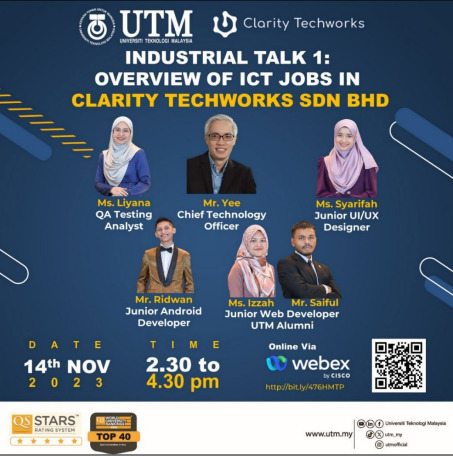 UTM
UNIVERSITI TEKNOLOGI MALAYSIA
Clarity Techworks
INDUSTRIAL TALK 1:
OVERVIEW OF ICT JOBS IN
CLARITY TECHWORKS SDN BHD
Ms. Liyana
QA Testing
Analyst
Mr. Yee
Chief Technology
Officer
Ms. Syarifah
Junior UI/UX
Designer
Mr. Ridwan
Junior Android
Developer
Ms. Izzah Mr. Saiful
Junior Web Developer
UTM Alumni
DATE
14th NOV
2023
TIME
2.30 to
4.30 pm
Online Via
webex
by CISCO
http://bit.ly/476HMTP
QS STARS
RATING SYSTEM
TOP 40
www.utm.my
Universiti Teknologi Malaysia
utm_my
utmofficial